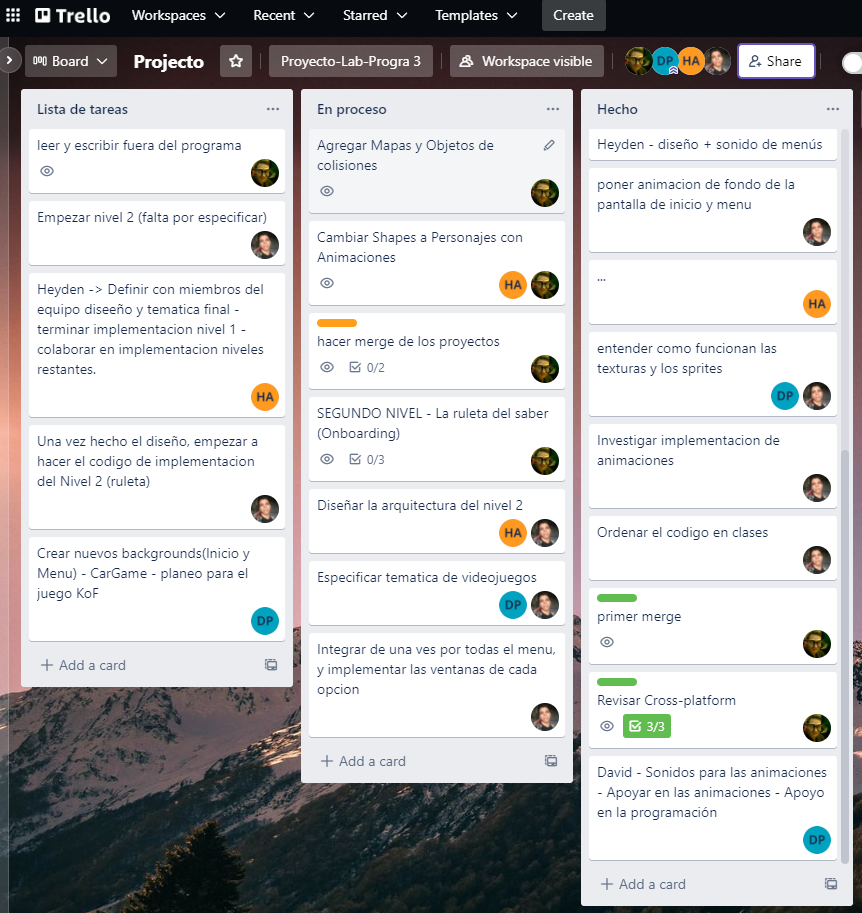 Trello
Workspaces
Recent
Starred
Templates
Create
Board
Projecto
Proyecto-Lab-Progra 3
Workspace visible
DP
HA
Share
Lista de tareas
leer y escribir fuera del programa
Empezar nivel 2 (falta por especificar)
Heyden -> Definir con miembros del
equipo diseeño y tematica final -
terminar implementacion nivel 1 -
colaborar en implementacion niveles
restantes.
HA
Una vez hecho el diseño, empezar a
hacer el codigo de implementacion
del Nivel 2 (ruleta)
Crear nuevos backgrounds(Inicio y
Menu) - CarGame - planeo para el
juego KoF
DP
Add a card
En proceso
Agregar Mapas y Objetos de
colisiones
Cambiar Shapes a Personajes con
Animaciones
HA
hacer merge de los proyectos
0/2
SEGUNDO NIVEL - La ruleta del saber
(Onboarding)
0/3
Diseñar la arquitectura del nivel 2
HA
Especificar tematica de videojuegos
DP
Integrar de una ves por todas el menu,
y implementar las ventanas de cada
opcion
Add a card
Hecho
Heyden - diseño + sonido de menús
poner animacion de fondo de la
pantalla de inicio y menu
...
HA
entender como funcionan las
texturas y los sprites
DP
Investigar implementacion de
animaciones
Ordenar el codigo en clases
primer merge
Revisar Cross-platform
3/3
David - Sonidos para las animaciones
- Apoyar en las animaciones - Apoyo
en la programación
DP
Add a card